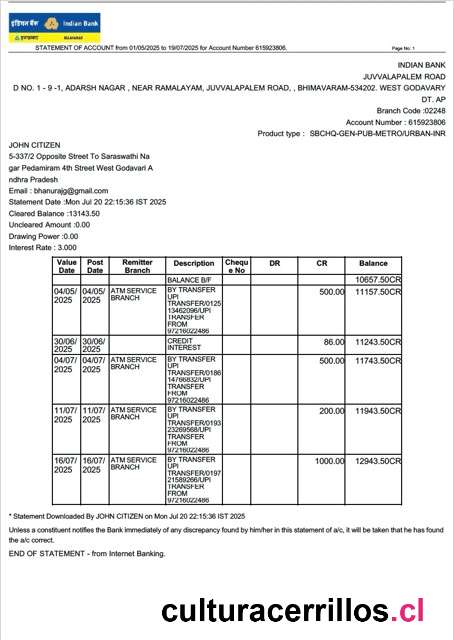 इंडियन बैंक Indian Bank
इलाहाबाद ALLAHABAD
STATEMENT OF ACCOUNT from 01/05/2025 to 19/07/2025 for Account Number 615923806.
Page No: 1
INDIAN BANK
JUVVALAPALEM ROAD
D NO. 1 - 9 -1, ADARSH NAGAR , NEAR RAMALAYAM, JUVVALAPALEM ROAD, , BHIMAVARAM-534202. WEST GODAVARY
DT. AP
Branch Code :02248
Account Number : 615923806
Product type : SBCHQ-GEN-PUB-METRO/URBAN-INR
JOHN CITIZEN
5-337/2 Opposite Street To Saraswathi Na
gar Pedamiram 4th Street West Godavari A
ndhra Pradesh
Email : bhanurajg@gmail.com
Statement Date :Mon Jul 20 22:15:36 IST 2025
Cleared Balance :13143.50
Uncleared Amount :0.00
Drawing Power :0.00
Interest Rate : 3.000
Value Date Post Date Remitter Branch Description Chequ e No DR CR Balance
BALANCE B/F 10657.50CR
04/05/ 2025 04/05/ 2025 ATM SERVICE BRANCH BY TRANSFER 500.00 11157.50CR
UPI
TRANSFER/0125
13462096/UPI
TRANSFER
FROM
97216022486
30/06/ 2025 30/06/ 2025 CREDIT INTEREST 86.00 11243.50CR
04/07/ 2025 04/07/ 2025 ATM SERVICE BRANCH BY TRANSFER 500.00 11743.50CR
UPI
TRANSFER/0186
14766832/UPI
TRANSFER
FROM
97216022486
11/07/ 2025 11/07/ 2025 ATM SERVICE BRANCH BY TRANSFER 200.00 11943.50CR
UPI
TRANSFER/0193
23269568/UPI
TRANSFER
FROM
97216022486
16/07/ 2025 16/07/ 2025 ATM SERVICE BRANCH BY TRANSFER 1000.00 12943.50CR
UPI
TRANSFER/0197
21589266/UPI
TRANSFER
FROM
97216022486
* Statement Downloaded By JOHN CITIZEN on Mon Jul 20 22:15:36 IST 2025
Unless a constituent notifies the Bank immediately of any discrepancy found by him/her in this statement of a/c, it will be taken that he has found
the a/c correct.
END OF STATEMENT - from Internet Banking.
culturacerrillos.cl